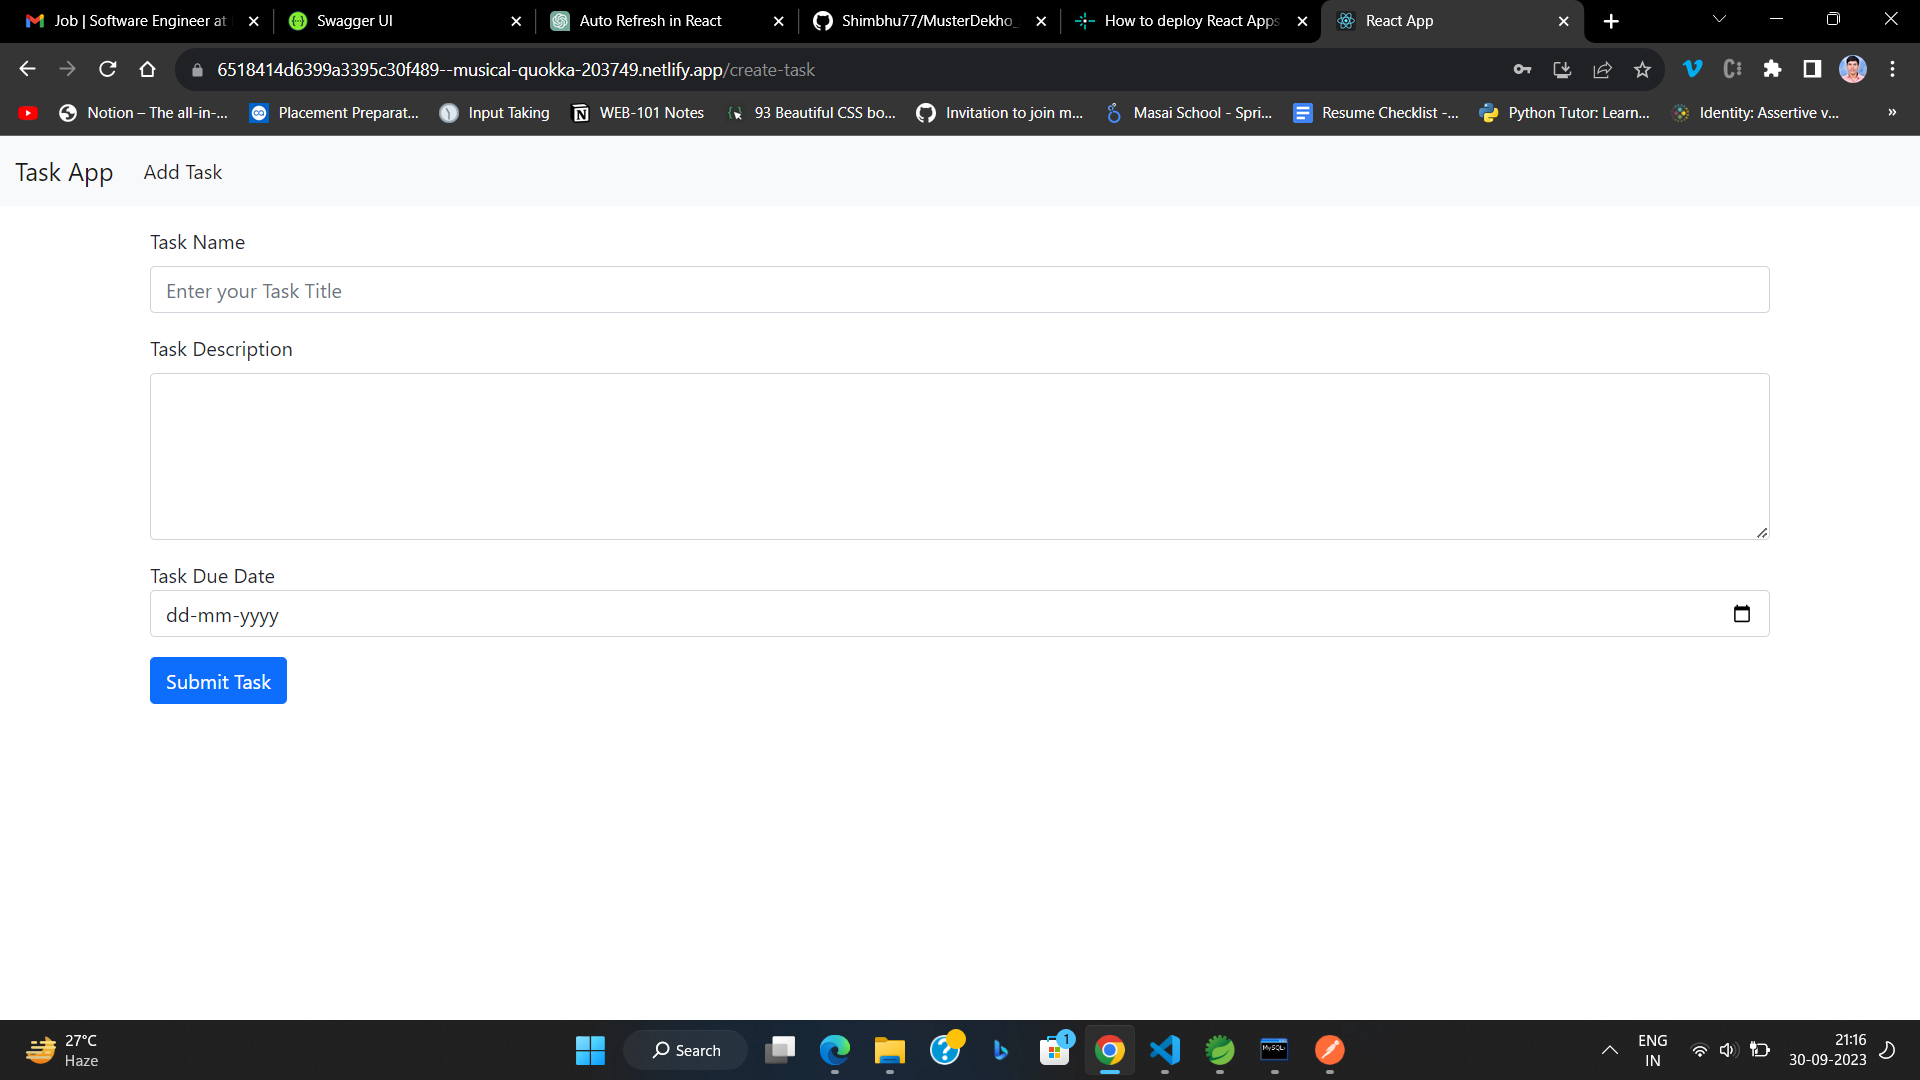 Job | Software Engineer at
Swagger UI
Auto Refresh in React
Shimbhu77/MusterDekho_
How to deploy React Apps
React App
6518414d6399a3395c30f489--musical-quokka-203749.netlify.app/create-task
Notion – The all-in-...
Placement Preparat...
Input Taking
WEB-101 Notes
93 Beautiful CSS bo...
Invitation to join m...
Masai School - Spri...
Resume Checklist -...
Python Tutor: Learn...
Identity: Assertive v...
»
Task App
Add Task
Task Name
Enter your Task Title
Task Description
Task Due Date
dd-mm-yyyy
Submit Task
27°C
Haze
Search
1
MySQL
ENG
IN
21:16
30-09-2023